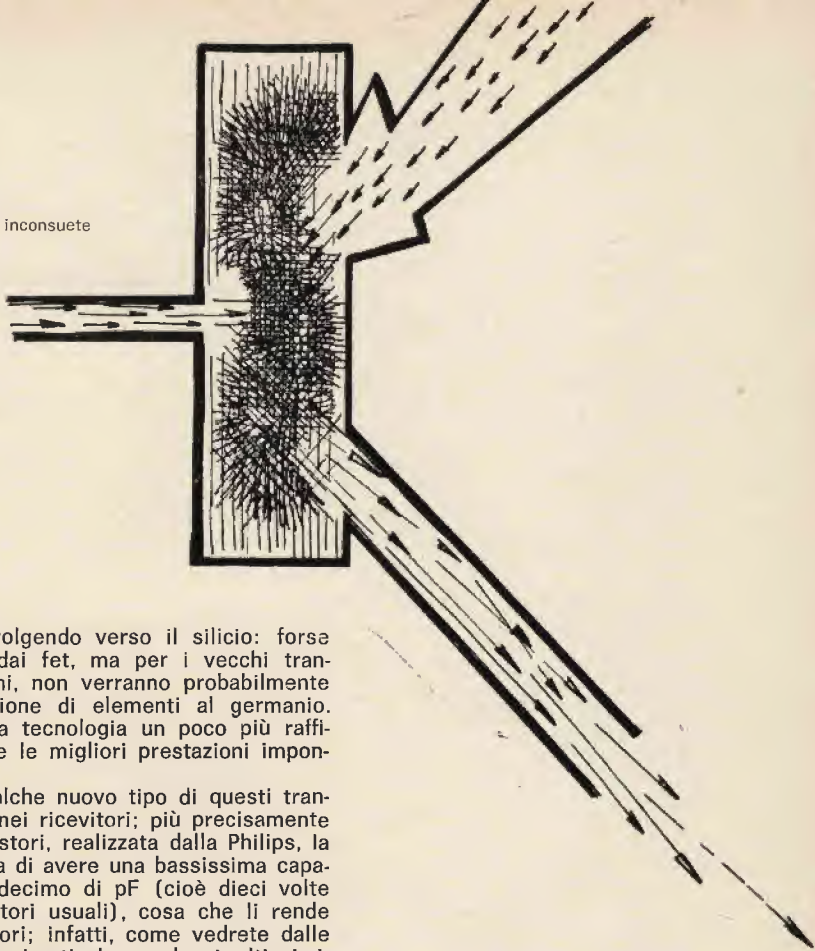 inconsuete
olgendo verso il silicio: forse
dai fet, ma per i vecchi tran-
ni, non verranno probabilmente
ione di elementi al germanio.
a tecnologia un poco più raffi-
e le migliori prestazioni impon-
alche nuovo tipo di questi tran-
nei ricevitori; più precisamente
stori, realizzata dalla Philips, la
a di avere una bassissima capa-
decimo di pF (cioè dieci volte
tori usuali), cosa che li rende
ori; infatti, come vedrete dalle